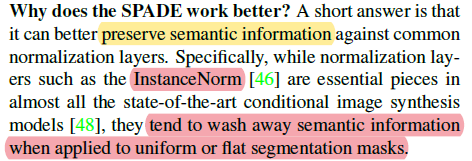 Why does the SPADE work better? A short answer is that
it can better preserve semantic information against common
normalization layers. Specifically, while normalization lay-
ers such as the InstanceNorm [46] are essential pieces in
almost all the state-of-the-art conditional image synthesis
models [48], they tend to wash away semantic information
when applied to uniform or flat segmentation masks.